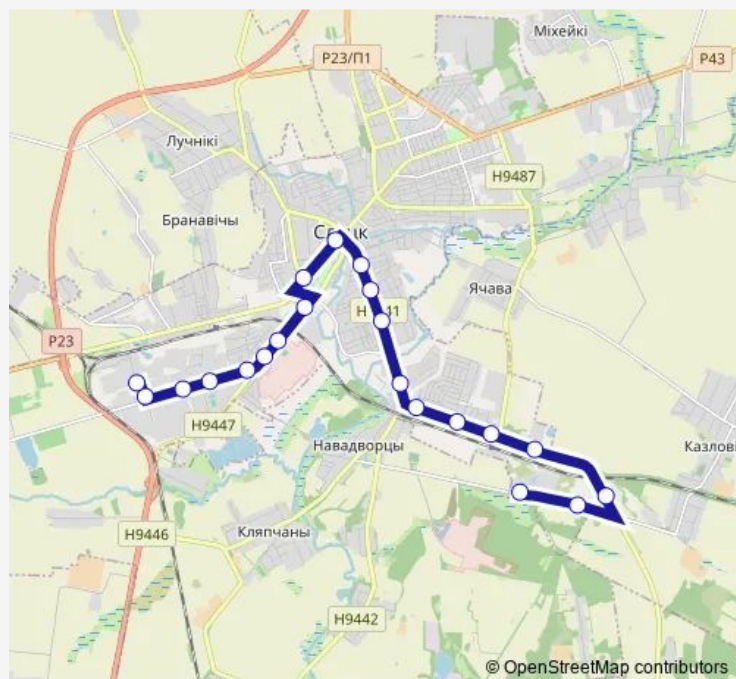 Міхейкі
Р23/П1
Р43
Лучнікі
Н9487
Бранавічы
Ячава
Р23
Н9447
Навадворцы
Казлові
Н9446
Кляпчаны
Н9442
© OpenStreetMap contributors